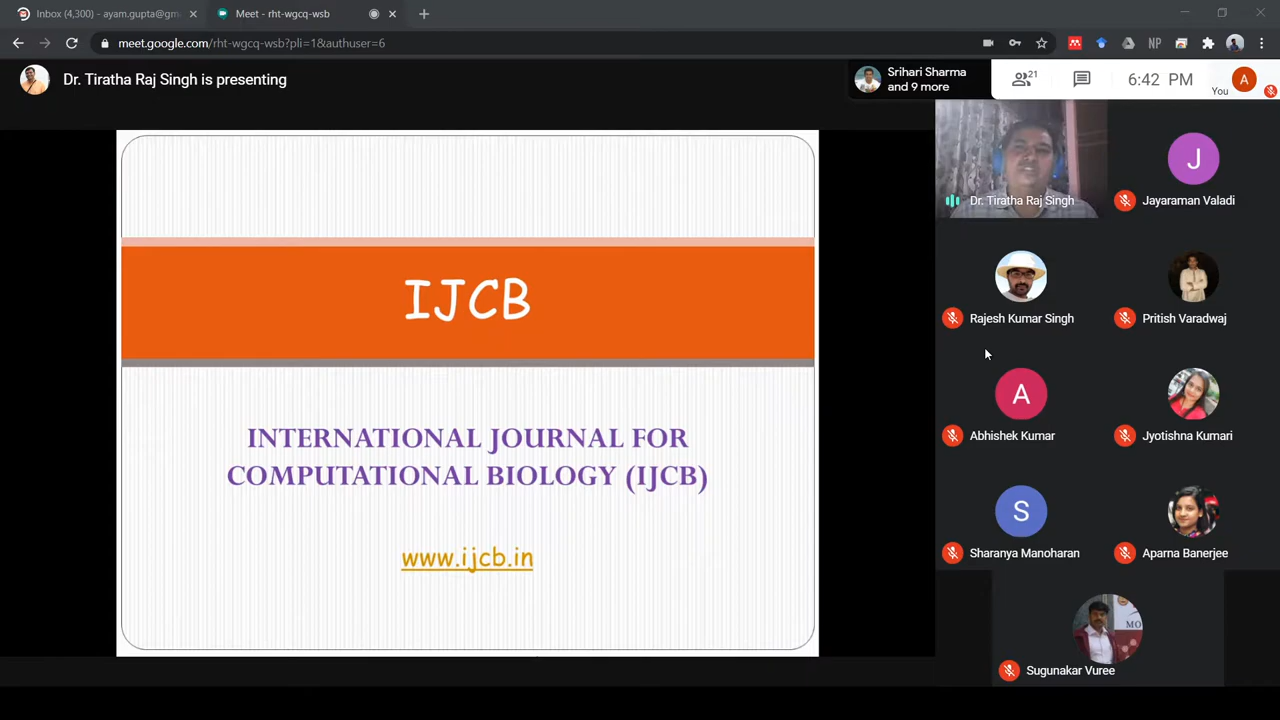 Inbox (4,300) - ayam.gupta@gm
Meet - rht-wgcq-wsb
meet.google.com/rht-wgcq-wsb?pli=1&authuser=6
NP
Dr. Tiratha Raj Singh is presenting
Srihari Sharma
and 9 more
21
6:42 PM
You
A
IJCB
INTERNATIONAL JOURNAL FOR
COMPUTATIONAL BIOLOGY (IJCB)
www.ijcb.in
Dr. Tiratha Raj Singh
J
Jayaraman Valadi
Rajesh Kumar Singh
Pritish Varadwaj
A
Abhishek Kumar
Jyotishna Kumari
S
Sharanya Manoharan
Aparna Banerjee
MO
Sugunakar Vuree